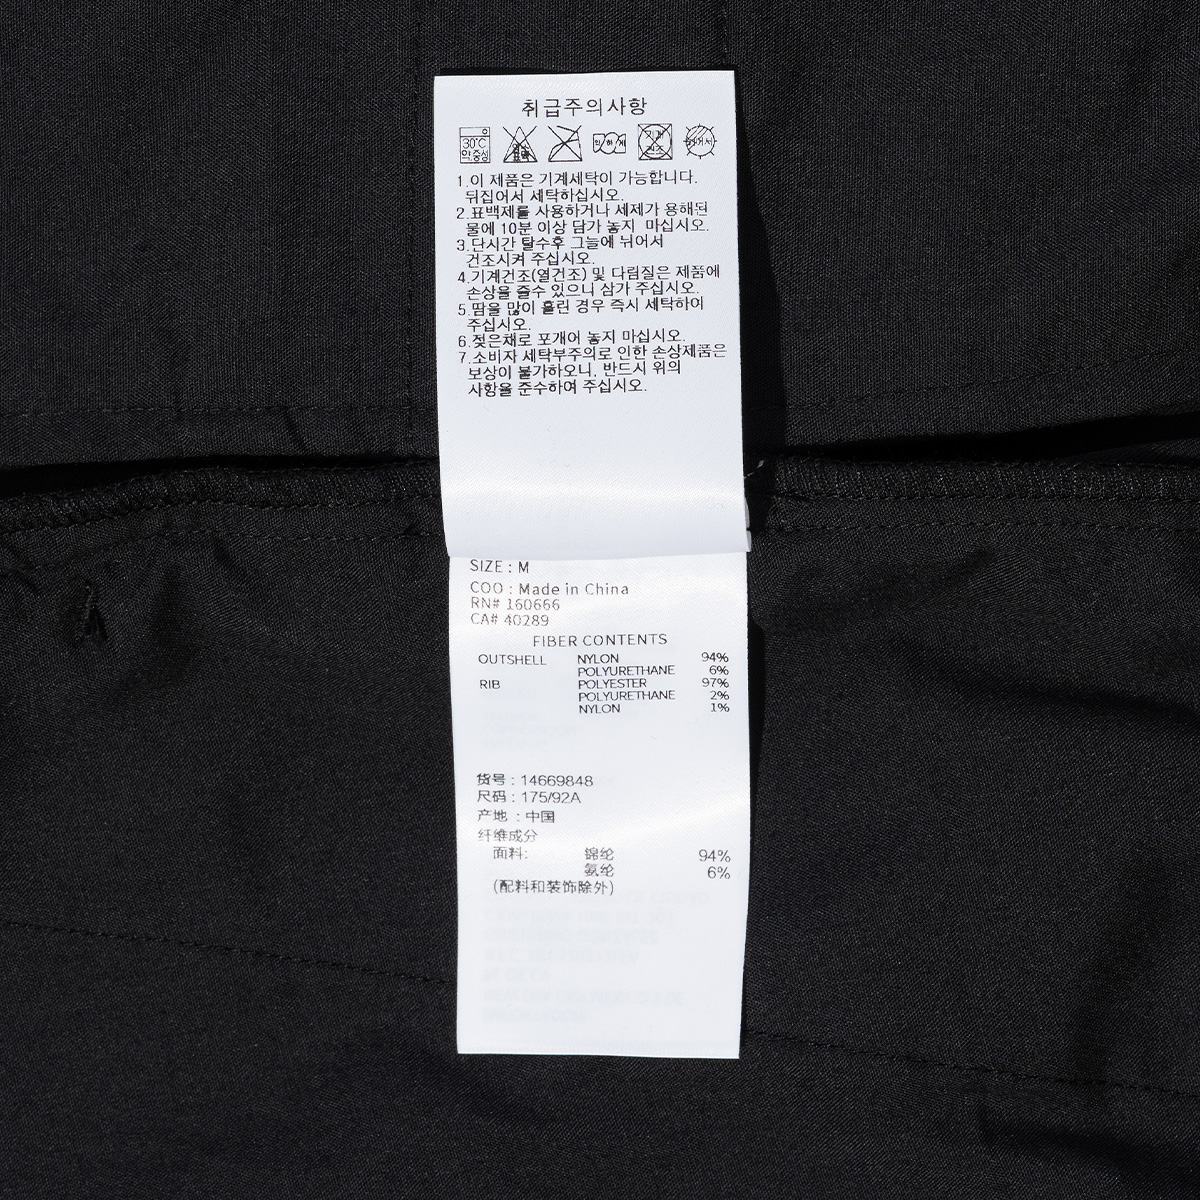 취급주의사항
30℃
약.중성
1.이 제품은 기계세탁이 가능합니다.
뒤집어서 세탁하십시오.
2.표백제를 사용하거나 세제가 용해된
물에 10분 이상 담가 놓지 마십시오.
3.단시간 탈수후 그늘에 뉘어서
건조시켜 주십시오.
4.기계건조(열건조) 및 다림질은 제품에
손상을 줄수 있으니 삼가 주십시오.
5.땀을 많이 흘린 경우 즉시 세탁하여
주십시오.
6.젖은채로 포개어 놓지 마십시오.
7.소비자 세탁부주의로 인한 손상제품은
보상이 불가하오니, 반드시 위의
사항을 준수하여 주십시오.
SIZE : M
COO : Made in China
RN# 160666
CA# 40289
FIBER CONTENTS
OUTSHELL NYLON 94%
POLYURETHANE 6%
RIB POLYESTER 97%
POLYURETHANE 2%
NYLON 1%
货号 : 14669848
尺码 : 175/92A
产地 : 中国
纤维成分
面料: 锦纶 94%
氨纶 6%
(配料和装饰除外)